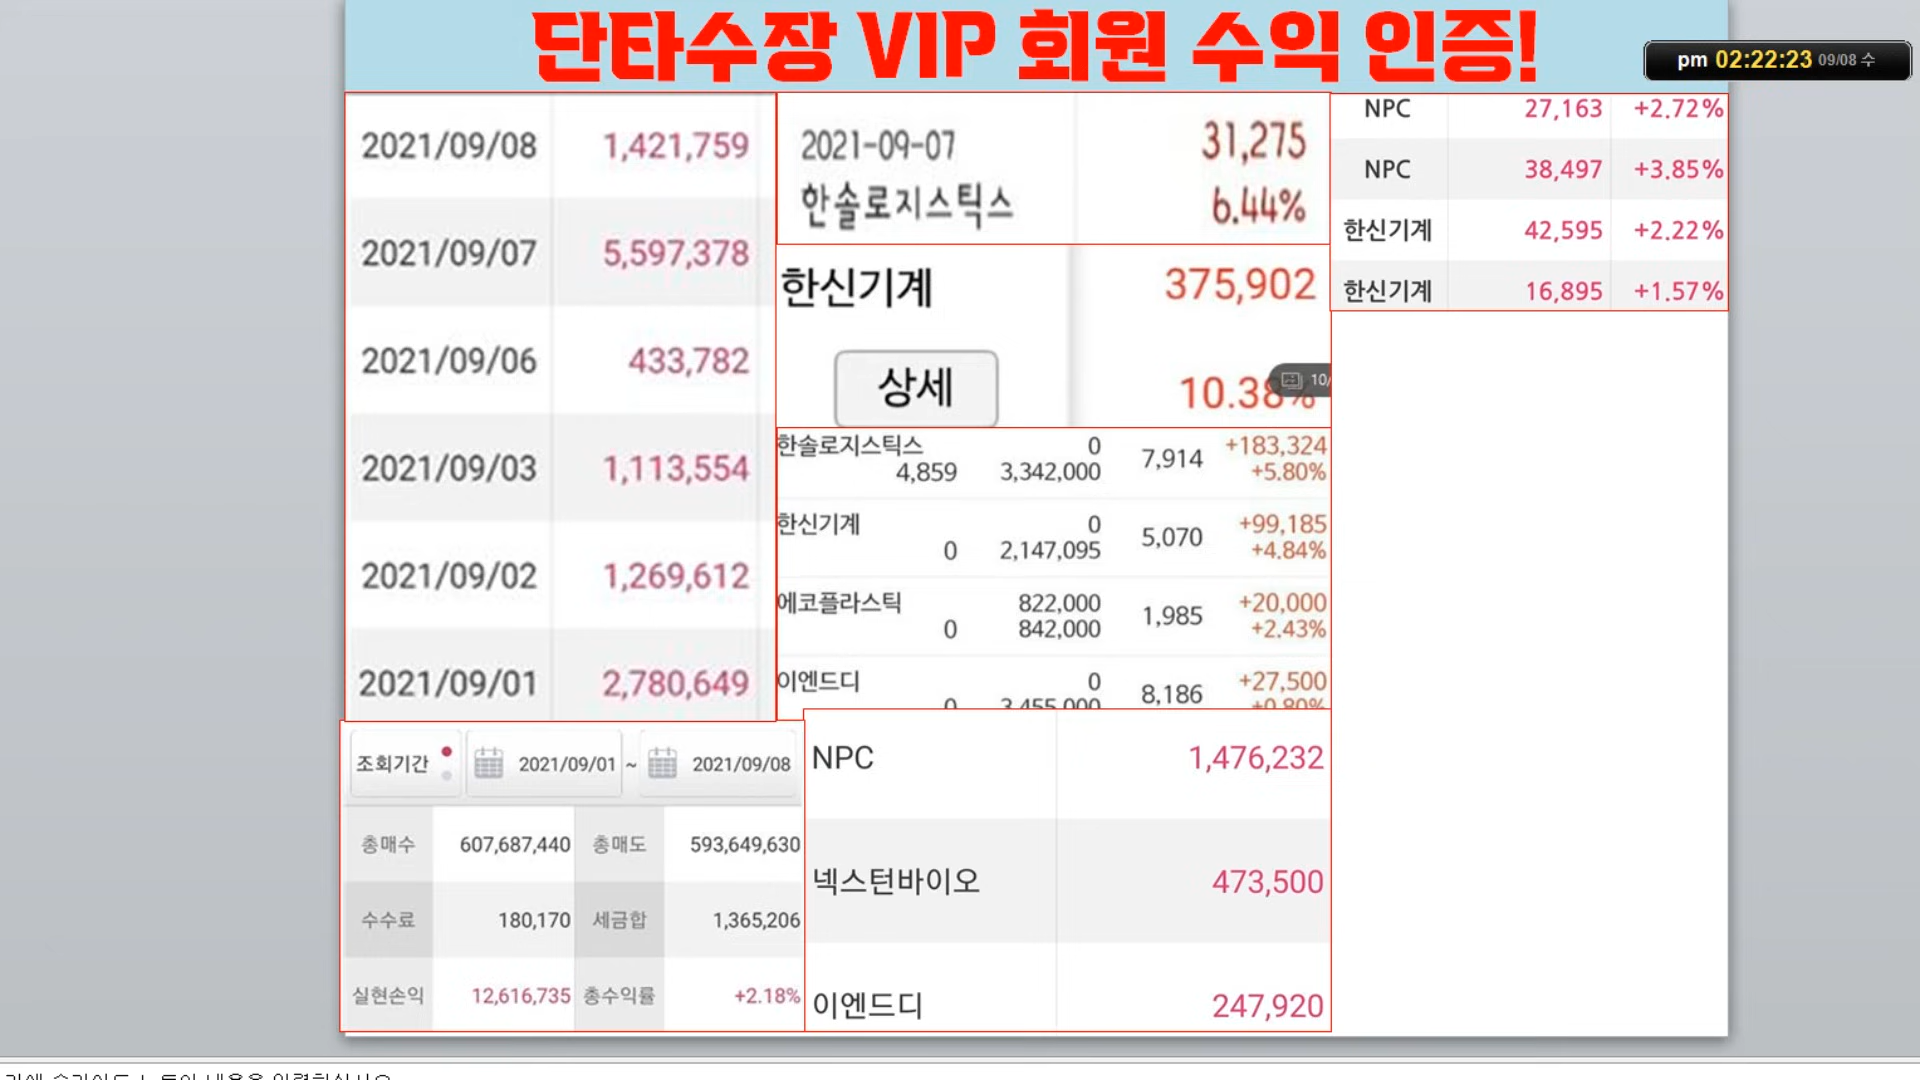 단타수장 VIP 회원 수익 인증!
pm 02:22:23 09/08 수
2021/09/08 1,421,759
2021/09/07 5,597,378
2021/09/06 433,782
2021/09/03 1,113,554
2021/09/02 1,269,612
2021/09/01 2,780,649
조회기간 2021/09/01 ~ 2021/09/08
총매수 607,687,440 총매도 593,649,630
수수료 180,170 세금합 1,365,206
실현손익 12,616,735 총수익률 +2.18%
2021-09-07 31,275
한솔로지스틱스 6.44%
한신기계 375,902
상세 10.38%
10/
한솔로지스틱스 0 7,914 +183,324
4,859 3,342,000 +5.80%
한신기계 0 5,070 +99,185
0 2,147,095 +4.84%
에코플라스틱 822,000 1,985 +20,000
0 842,000 +2.43%
이엔드디 0 8,186 +27,500
0 3,455,000 +0.80%
NPC 1,476,232
넥스턴바이오 473,500
이엔드디 247,920
NPC 27,163 +2.72%
NPC 38,497 +3.85%
한신기계 42,595 +2.22%
한신기계 16,895 +1.57%